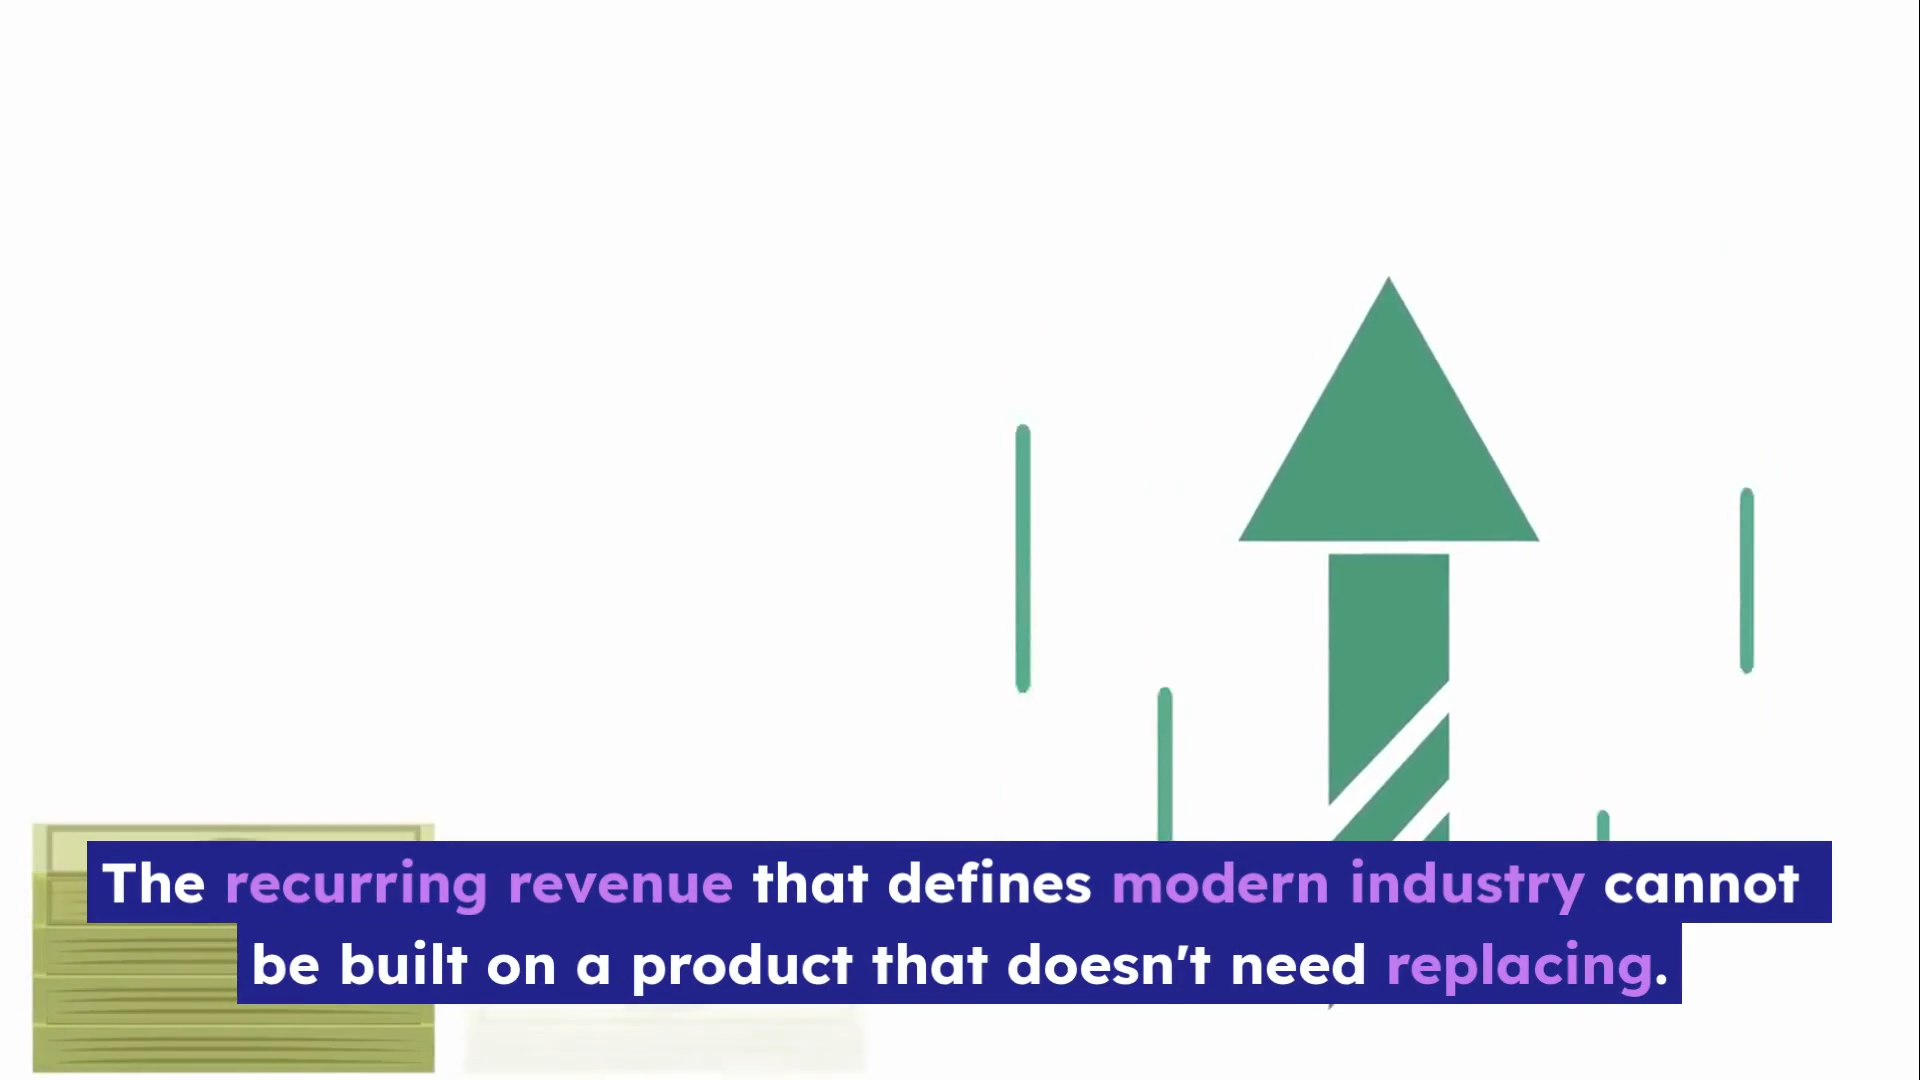 The recurring revenue that defines modern industry cannot
be built on a product that doesn't need replacing.